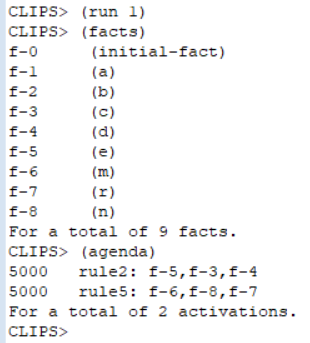 CLIPS> (run 1)
CLIPS> (facts)
f-0     (initial-fact)
f-1     (a)
f-2     (b)
f-3     (c)
f-4     (d)
f-5     (e)
f-6     (m)
f-7     (r)
f-8     (n)
For a total of 9 facts.
CLIPS> (agenda)
5000   rule2: f-5,f-3,f-4
5000   rule5: f-6,f-8,f-7
For a total of 2 activations.
CLIPS>